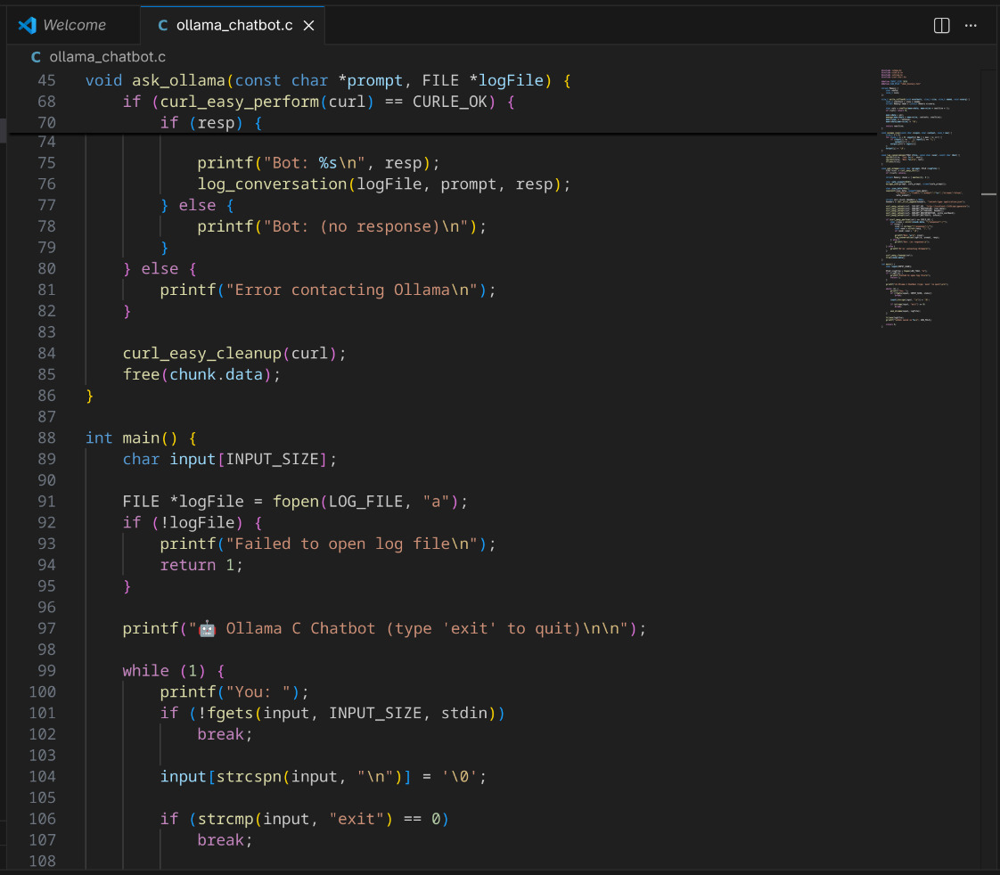 Welcome
C ollama_chatbot.c
C ollama_chatbot.c
45 void ask_ollama(const char *prompt, FILE *logFile) {
68     if (curl_easy_perform(curl) == CURLE_OK) {
70         if (resp) {
74
75             printf("Bot: %s\n", resp);
76             log_conversation(logFile, prompt, resp);
77         } else {
78             printf("Bot: (no response)\n");
79         }
80     } else {
81         printf("Error contacting Ollama\n");
82     }
83
84     curl_easy_cleanup(curl);
85     free(chunk.data);
86 }
87
88 int main() {
89     char input[INPUT_SIZE];
90
91     FILE *logFile = fopen(LOG_FILE, "a");
92     if (!logFile) {
93         printf("Failed to open log file\n");
94         return 1;
95     }
96
97     printf("🤖 Ollama C Chatbot (type 'exit' to quit)\n\n");
98
99     while (1) {
100         printf("You: ");
101         if (!fgets(input, INPUT_SIZE, stdin))
102             break;
103
104         input[strcspn(input, "\n")] = '\0';
105
106         if (strcmp(input, "exit") == 0)
107             break;
108